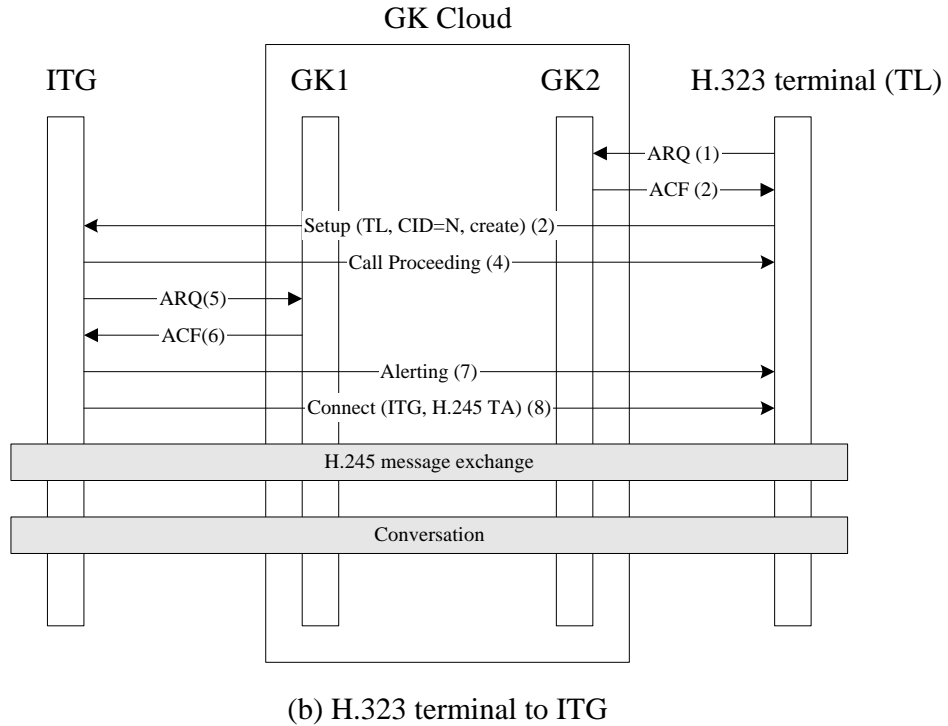 GK Cloud
ITG
GK1
GK2
H.323 terminal (TL)
ARQ (1)
ACF (2)
Setup (TL, CID=N, create) (2)
Call Proceeding (4)
ARQ(5)
ACF(6)
Alerting (7)
Connect (ITG, H.245 TA) (8)
H.245 message exchange
Conversation
(b) H.323 terminal to ITG